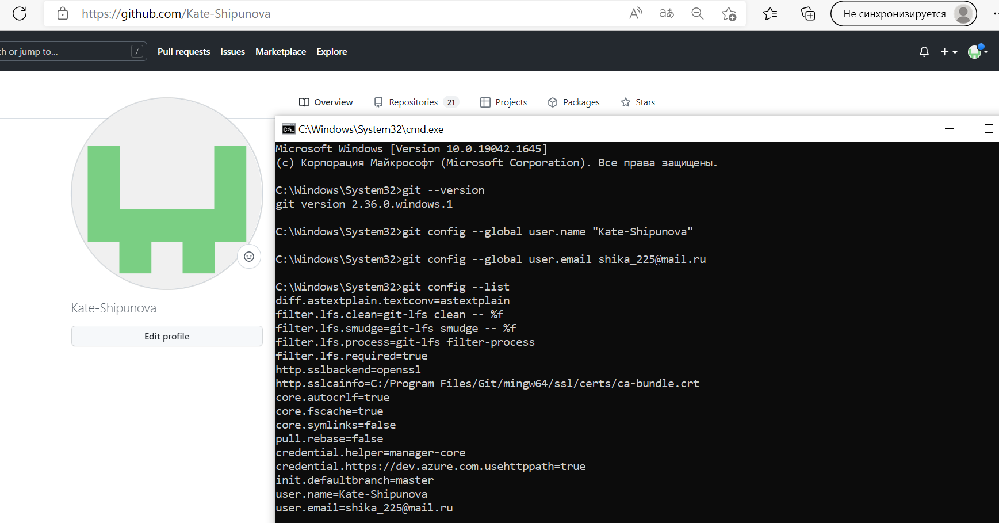 https://github.com/Kate-Shipunova
Не синхронизируется
ch or jump to...
/
Pull requests
Issues
Marketplace
Explore
Overview
Repositories 21
Projects
Packages
Stars
Kate-Shipunova
Edit profile
C:\Windows\System32\cmd.exe
Microsoft Windows [Version 10.0.19042.1645]
(c) Корпорация Майкрософт (Microsoft Corporation). Все права защищены.
C:\Windows\System32>git --version
git version 2.36.0.windows.1
C:\Windows\System32>git config --global user.name "Kate-Shipunova"
C:\Windows\System32>git config --global user.email shika_225@mail.ru
C:\Windows\System32>git config --list
diff.astextplain.textconv=astextplain
filter.lfs.clean=git-lfs clean -- %f
filter.lfs.smudge=git-lfs smudge -- %f
filter.lfs.process=git-lfs filter-process
filter.lfs.required=true
http.sslbackend=openssl
http.sslcainfo=C:/Program Files/Git/mingw64/ssl/certs/ca-bundle.crt
core.autocrlf=true
core.fscache=true
core.symlinks=false
pull.rebase=false
credential.helper=manager-core
credential.https://dev.azure.com.usehttppath=true
init.defaultbranch=master
user.name=Kate-Shipunova
user.email=shika_225@mail.ru